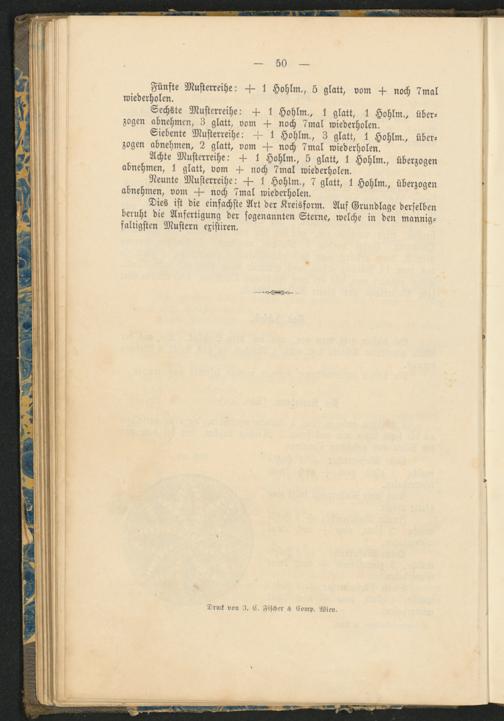 — 50 —
Fünfte Musterreihe: + 1 Hohlm., 5 glatt, vom + noch 7mal
wiederholen.
Sechste Musterreihe: + 1 Hohlm., 1 glatt, 1 Hohlm., über-
zogen abnehmen, 3 glatt, vom + noch 7mal wiederholen.
Siebente Musterreihe: + 1 Hohlm., 3 glatt, 1 Hohlm., über-
zogen abnehmen, 2 glatt, vom + noch 7mal wiederholen.
Achte Musterreihe: + 1 Hohlm., 5 glatt, 1 Hohlm., überzogen
abnehmen, 1 glatt, vom + noch 7mal wiederholen.
Neunte Musterreihe: + 1 Hohlm., 7 glatt, 1 Hohlm., überzogen
abnehmen, vom + noch 7mal wiederholen.
Dies ist die einfachste Art der Kreisform. Auf Grundlage derselben
beruht die Anfertigung der sogenannten Sterne, welche in den mannig-
faltigsten Mustern existiren.
Druck von J. C. Fischer & Comp. Wien.